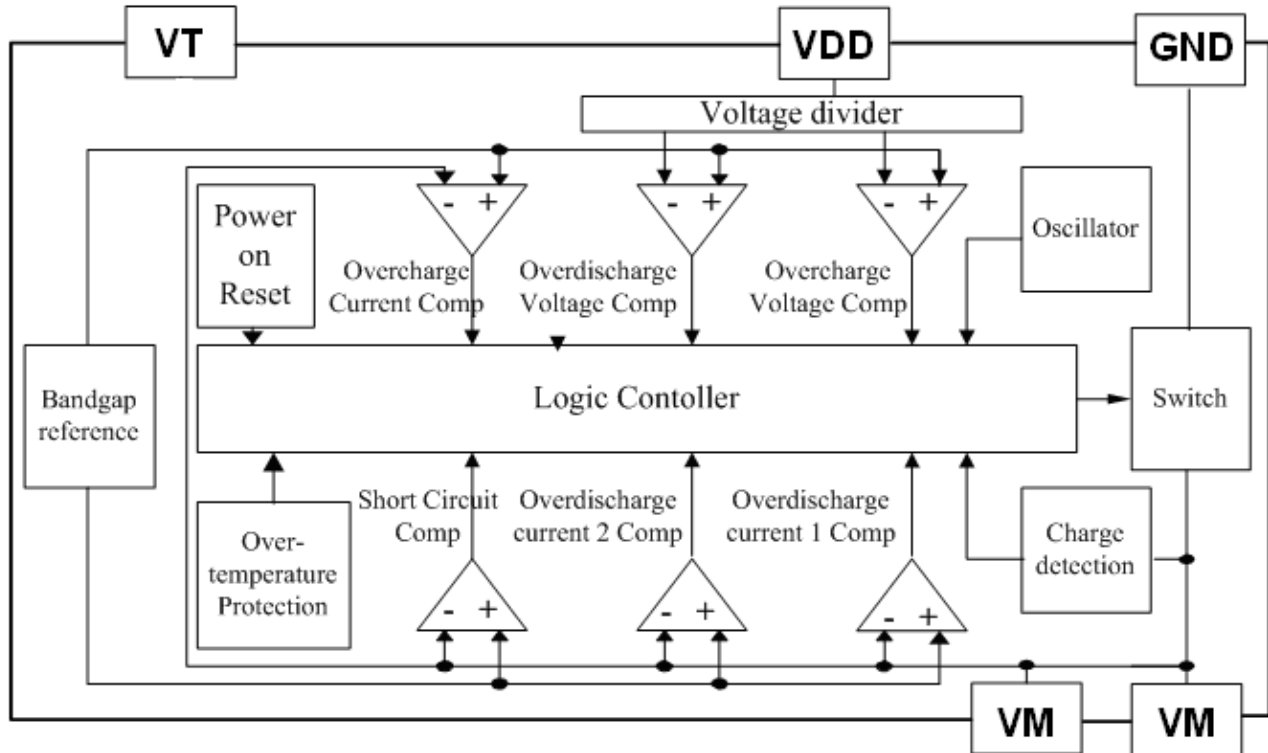 VT
VDD
GND
Voltage divider
- +
- +
- +
Power
on
Reset
Oscillator
Overcharge
Current Comp
Overdischarge
Voltage Comp
Overcharge
Voltage Comp
Bandgap
reference
Logic Contoller
Switch
Short Circuit
Comp
Overdischarge
current 2 Comp
Overdischarge
current 1 Comp
Over-
temperature
Protection
Charge
detection
- +
- +
- +
VM
VM